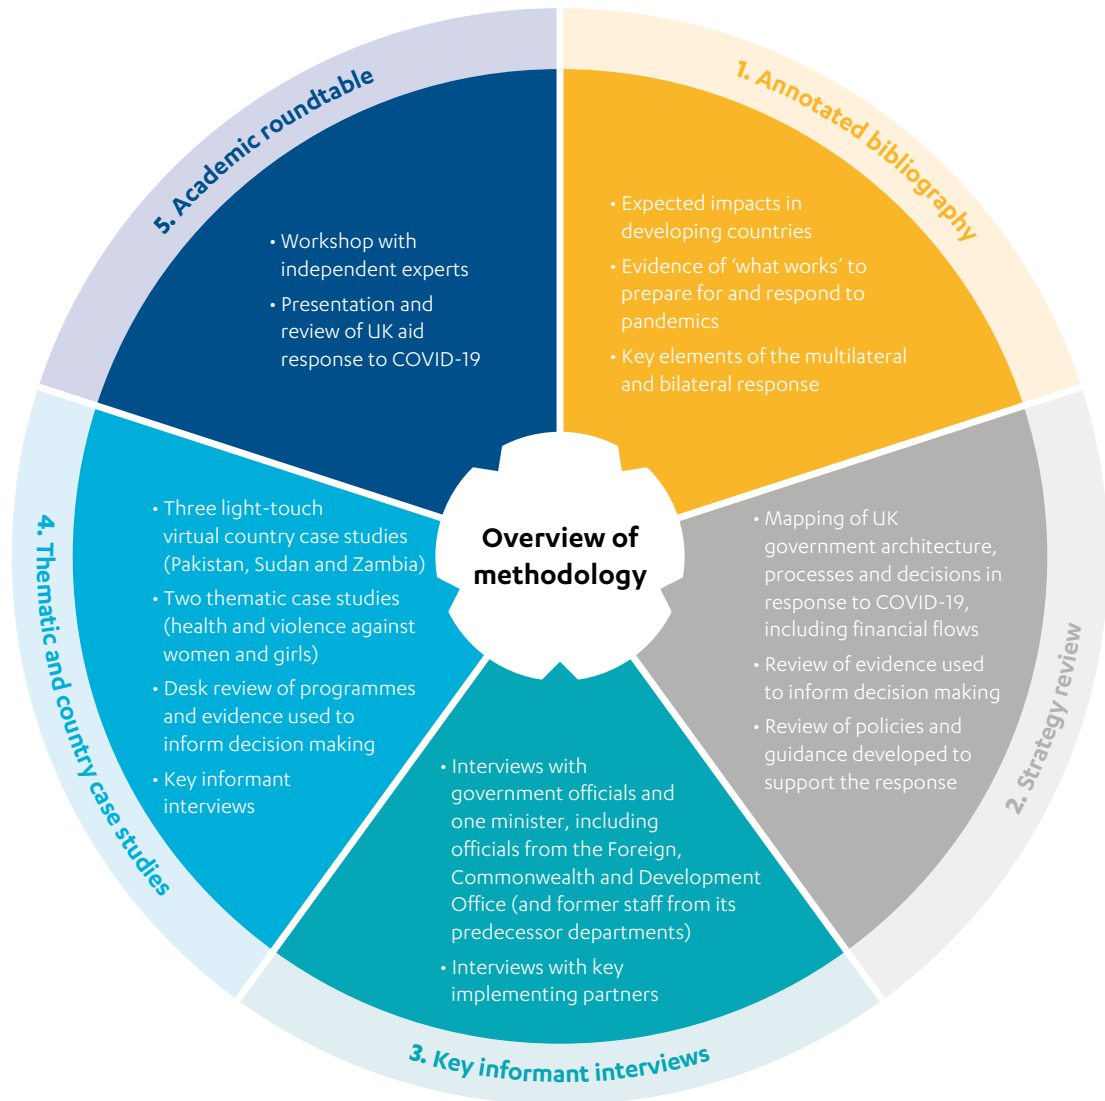 Overview of
methodology
1. Annotated bibliography
• Expected impacts in
developing countries
• Evidence of ‘what works’ to
prepare for and respond to
pandemics
• Key elements of the multilateral
and bilateral response
2. Strategy review
• Mapping of UK
government architecture,
processes and decisions in
response to COVID-19,
including financial flows
• Review of evidence used
to inform decision making
• Review of policies and
guidance developed to
support the response
3. Key informant interviews
• Interviews with
government officials and
one minister, including
officials from the Foreign,
Commonwealth and Development
Office (and former staff from its
predecessor departments)
• Interviews with key
implementing partners
4. Thematic and country case studies
• Three light-touch
virtual country case studies
(Pakistan, Sudan and Zambia)
• Two thematic case studies
(health and violence against
women and girls)
• Desk review of programmes
and evidence used to
inform decision making
• Key informant
interviews
5. Academic roundtable
• Workshop with
independent experts
• Presentation and
review of UK aid
response to COVID-19